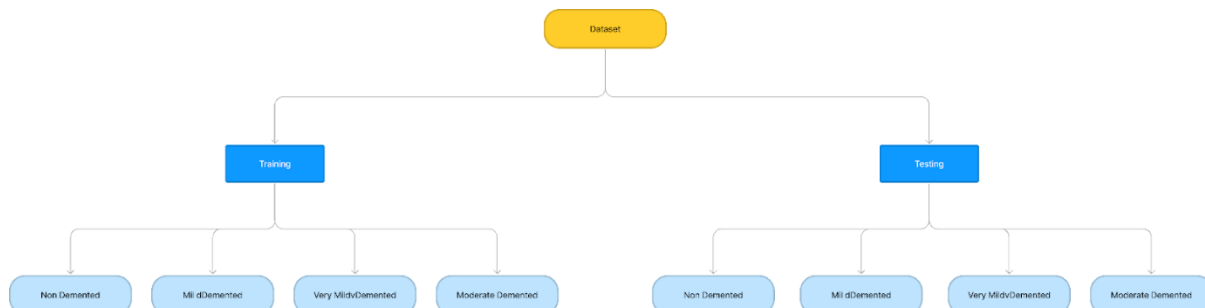 Dataset
Training
Testing
Non Demented
Mil dDemented
Very MildvDemented
Moderate Demented
Non Demented
Mil dDemented
Very MildvDemented
Moderate Demented